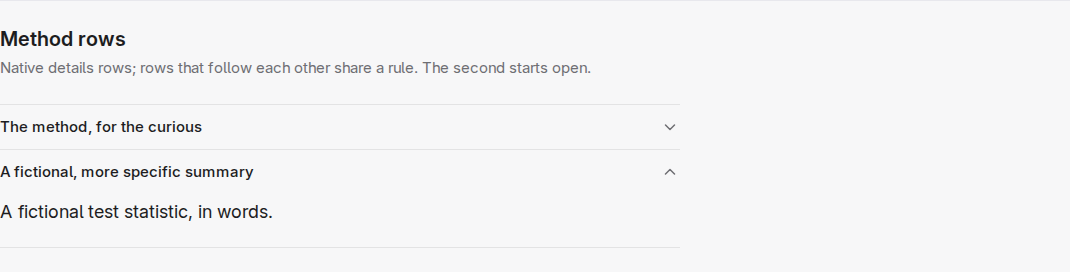 Method rows
Native details rows; rows that follow each other share a rule. The second starts open.
The method, for the curious
A fictional, more specific summary
A fictional test statistic, in words.